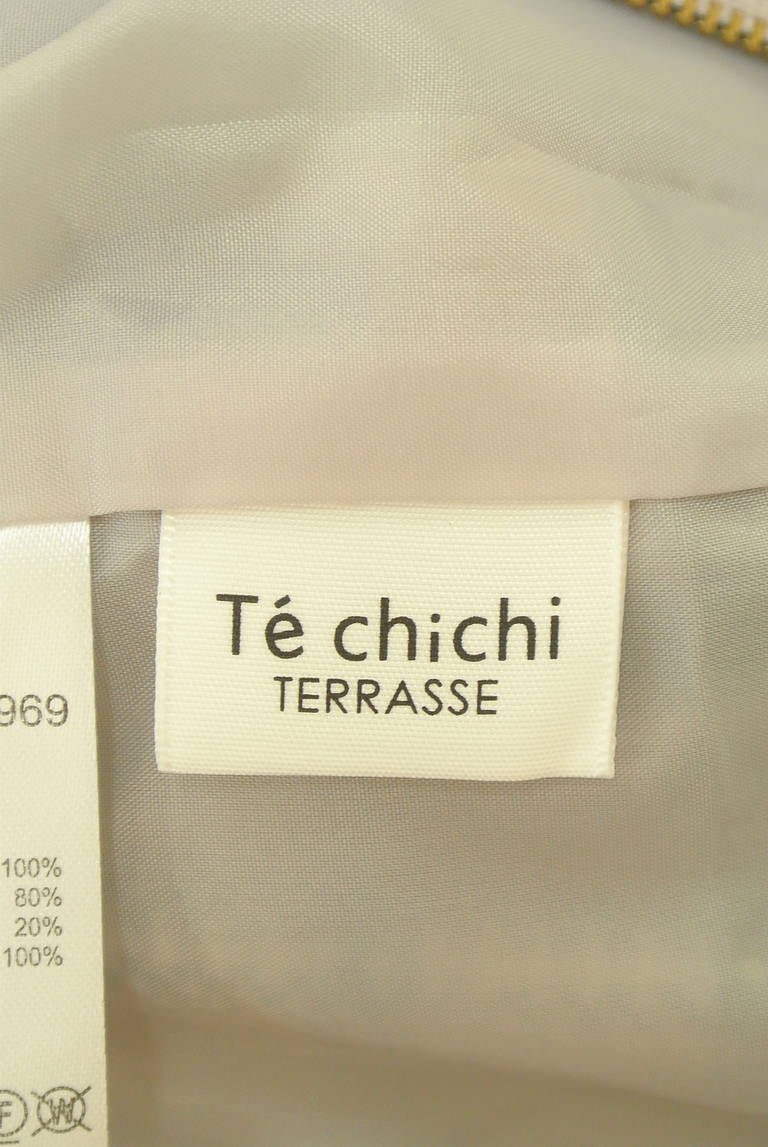 Té chichi
TERRASSE
969
100%
80%
20%
100%
F W